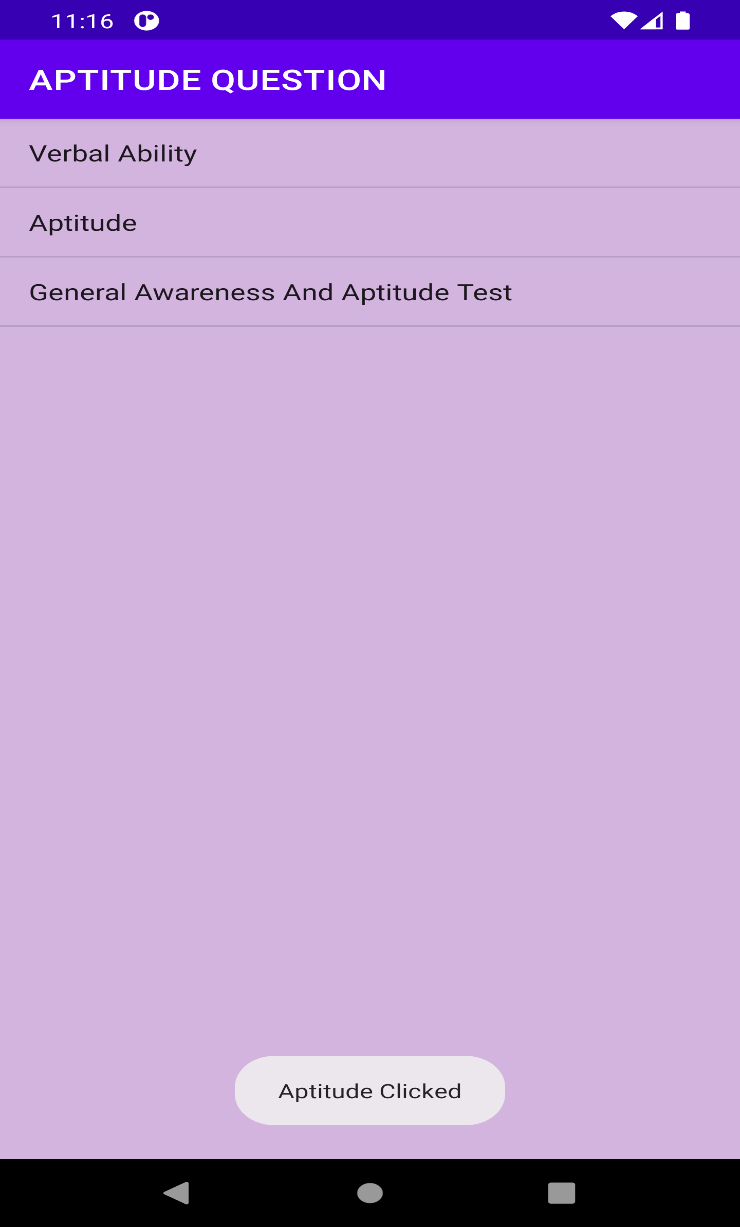 11:16
APTITUDE QUESTION
Verbal Ability
Aptitude
General Awareness And Aptitude Test
Aptitude Clicked